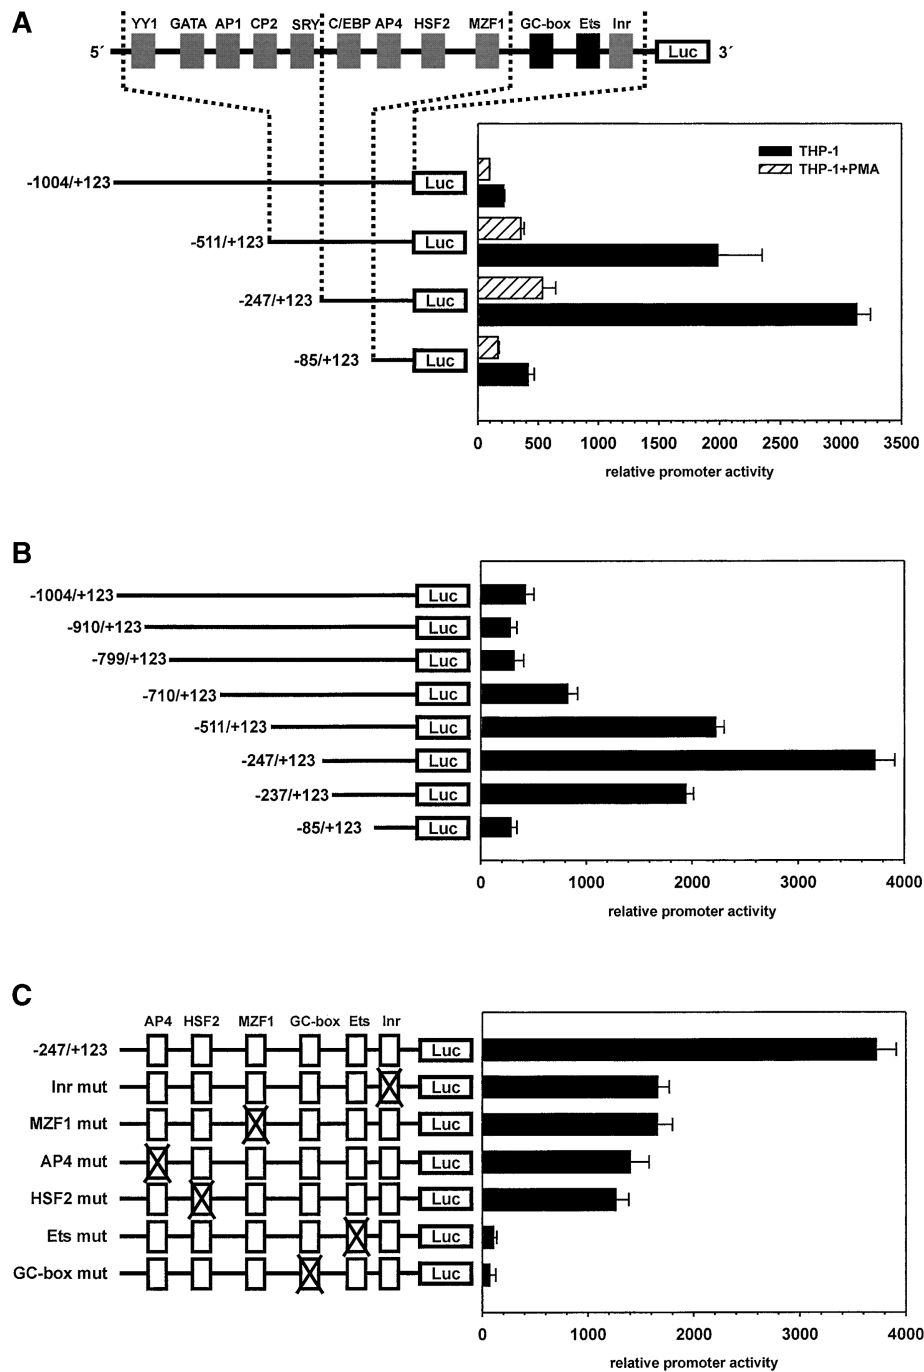 A
YY1 GATA AP1 CP2 SRY C/EBP AP4 HSF2 MZF1 GC-box Ets Inr
5´ Luc 3´
THP-1
THP-1+PMA
-1004/+123 Luc
-511/+123 Luc
-247/+123 Luc
-85/+123 Luc
0 500 1000 1500 2000 2500 3000 3500
relative promoter activity
B
-1004/+123 Luc
-910/+123 Luc
-799/+123 Luc
-710/+123 Luc
-511/+123 Luc
-247/+123 Luc
-237/+123 Luc
-85/+123 Luc
0 1000 2000 3000 4000
relative promoter activity
C
AP4 HSF2 MZF1 GC-box Ets Inr
-247/+123 Luc
Inr mut Luc
MZF1 mut Luc
AP4 mut Luc
HSF2 mut Luc
Ets mut Luc
GC-box mut Luc
0 1000 2000 3000 4000
relative promoter activity